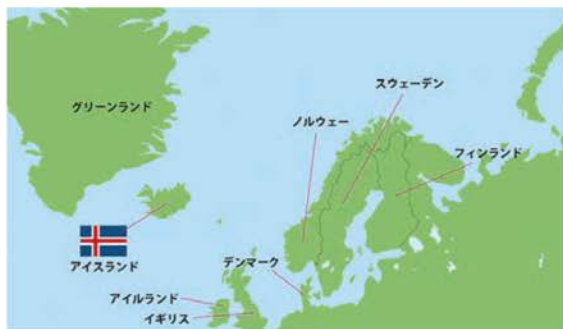 スウェーデン
グリーンランド
ノルウェー
フィンランド
アイスランド
デンマーク
アイルランド
イギリス